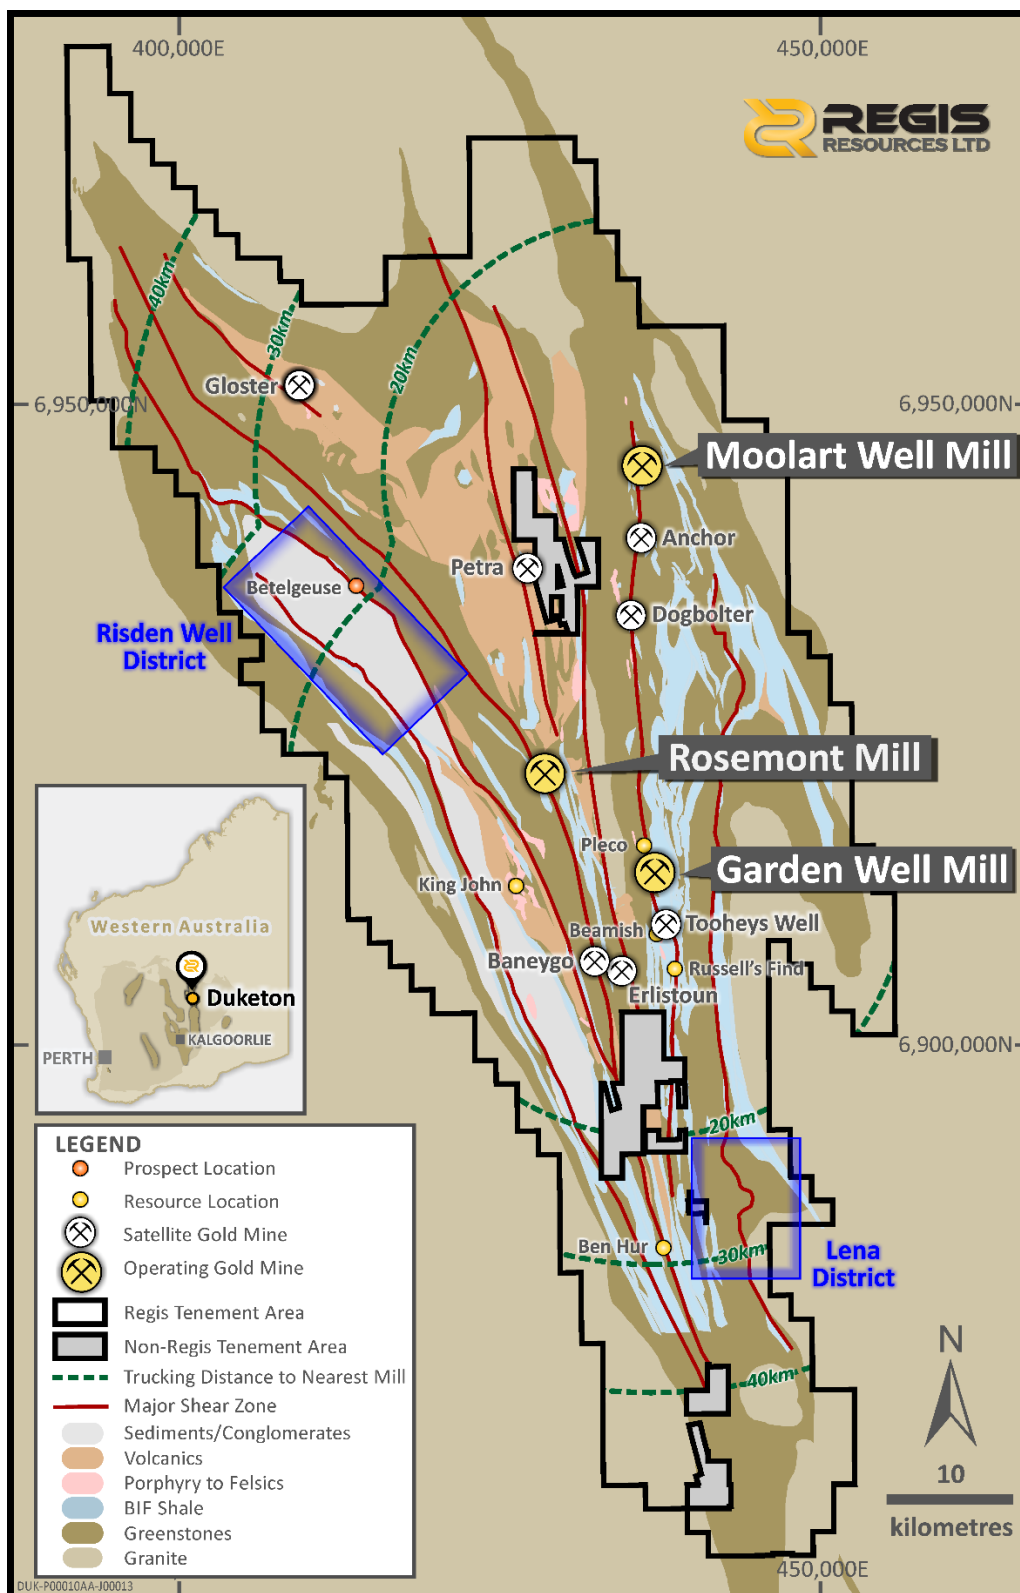 400,000E
450,000E
REGIS
RESOURCES LTD
40km
30km
20km
Gloster
6,950,000N
6,950,000N
Moolart Well Mill
Anchor
Petra
Betelgeuse
Dogbolter
Risden Well
District
Rosemont Mill
Pleco
Garden Well Mill
King John
Beamish
Tooheys Well
Baneygo
Russell's Find
Erlistoun
Western Australia
Duketon
KALGOORLIE
PERTH
6,900,000N
20km
Ben Hur
30km
Lena
District
40km
LEGEND
Prospect Location
Resource Location
Satellite Gold Mine
Operating Gold Mine
Regis Tenement Area
Non-Regis Tenement Area
Trucking Distance to Nearest Mill
Major Shear Zone
Sediments/Conglomerates
Volcanics
Porphyry to Felsics
BIF Shale
Greenstones
Granite
N
10
kilometres
450,000E
DUK-P00010AA-J00013